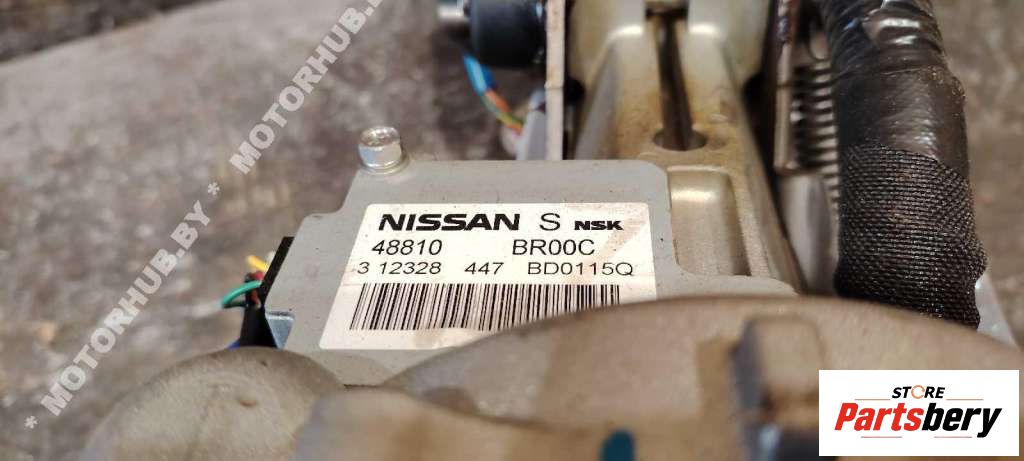 * MOTORHUB.BY * MOTORHUB.BY
NISSAN S NSK
48810 BR00C
3 12328 447 BD0115Q
STORE
Partsbery